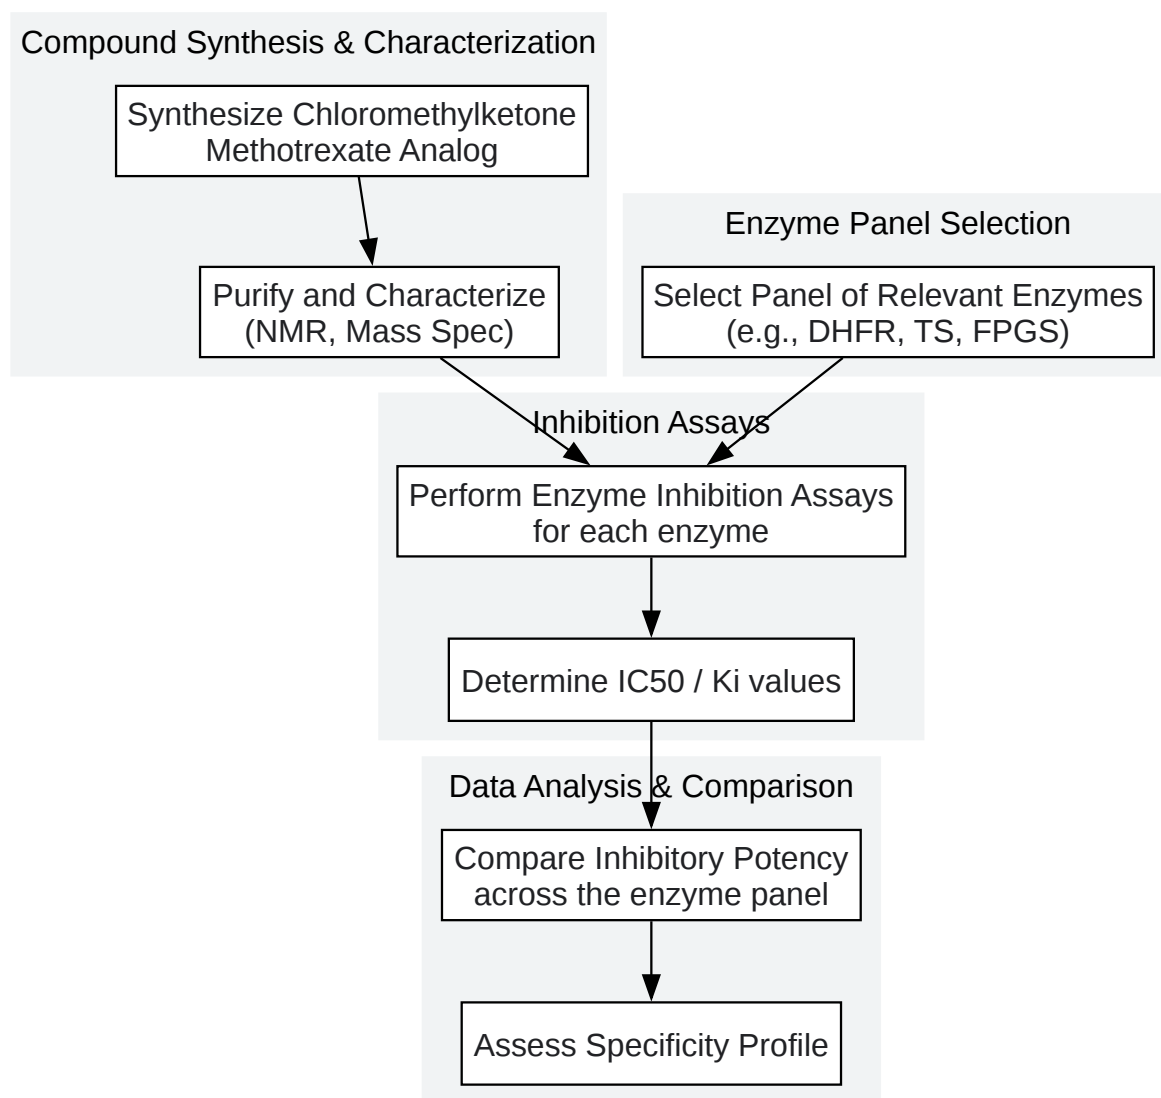 Compound Synthesis & Characterization
Synthesize Chloromethylketone
Methotrexate Analog
Purify and Characterize
(NMR, Mass Spec)
Enzyme Panel Selection
Select Panel of Relevant Enzymes
(e.g., DHFR, TS, FPGS)
Inhibition Assays
Perform Enzyme Inhibition Assays
for each enzyme
Determine IC50 / Ki values
Data Analysis & Comparison
Compare Inhibitory Potency
across the enzyme panel
Assess Specificity Profile